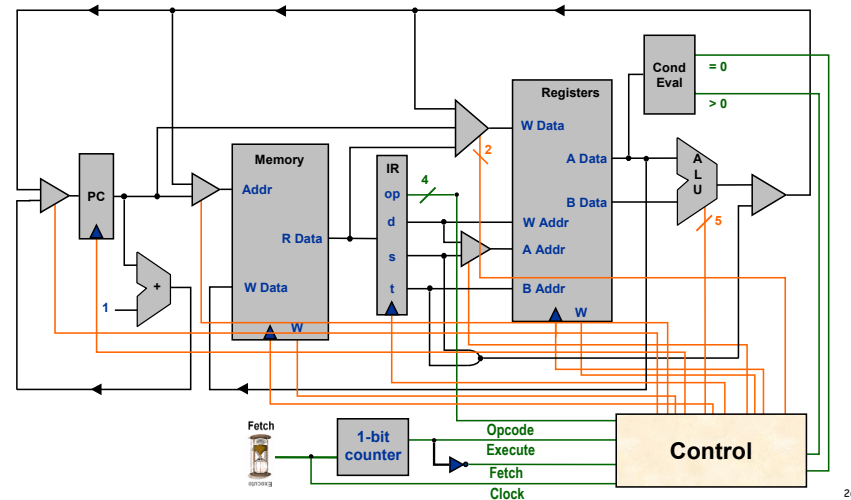 Cond
Eval
= 0
> 0
Registers
W Data
2
A Data
A
L
U
B Data
5
Memory
Addr
R Data
W Data
W
IR
4
op
d
s
t
W Addr
A Addr
B Addr
W
PC
+
1
Fetch
Execute
1-bit
counter
Opcode
Execute
Fetch
Clock
Control